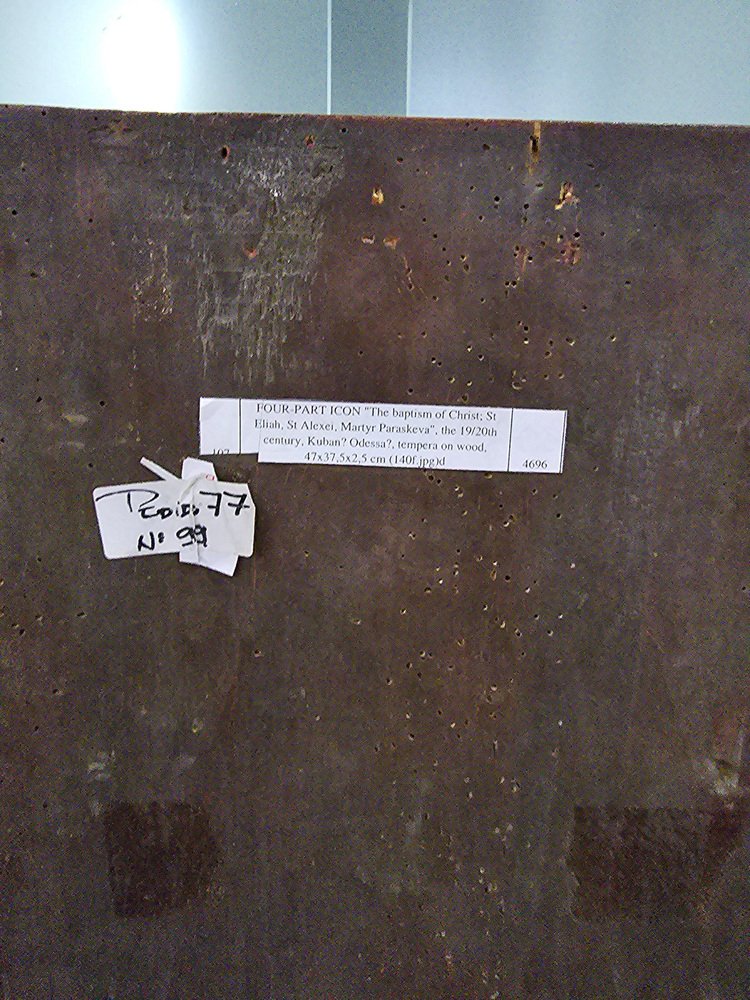 FOUR-PART ICON "The baptism of Christ; St
Eliah, St Alexei, Martyr Paraskeva", the 19/20th
century, Kuban? Odessa?, tempera on wood,
47x37,5x2,5 cm (140f.jpg)d
4696
PEDIDO 77
Nº 99